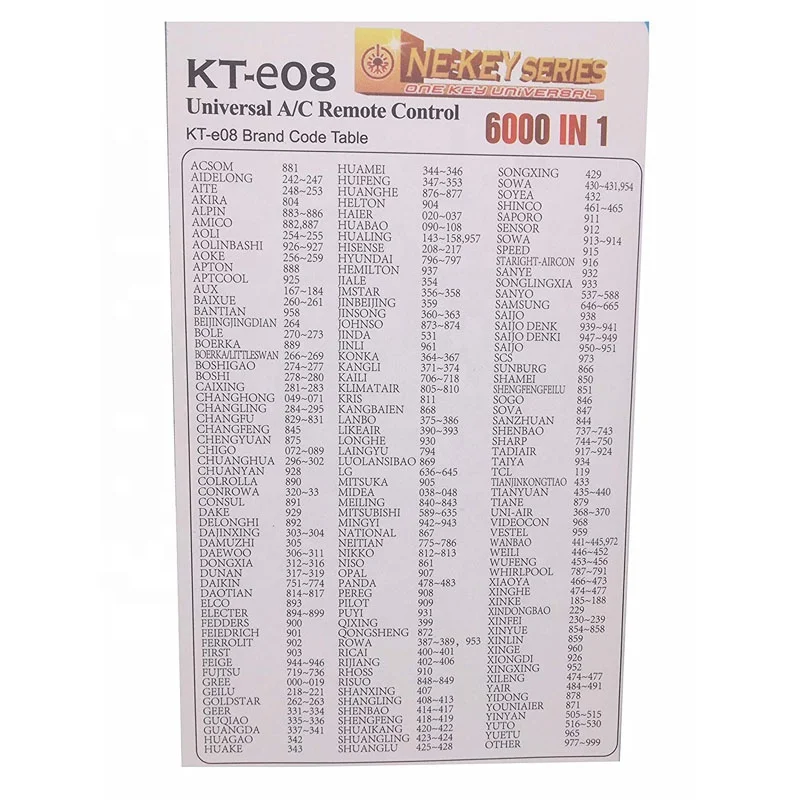 KT-e08
ONE-KEY SERIES
ONE KEY UNIVERSAL
Universal A/C Remote Control
6000 IN 1
KT-e08 Brand Code Table
ACSOM 881
AIDELONG 242~247
AITE 248~253
AKIRA 804
ALPIN 883~886
AMICO 882,887
AOLI 254~255
AOLINBASHI 926~927
AOKE 256~259
APTON 888
APTCOOL 925
AUX 167~184
BAIXUE 260~261
BANTIAN 958
BEIJINGJINGDIAN 264
BOLE 270~273
BOERKA 889
BOERKA/LITTLESWAN 266~269
BOSHIGAO 274~277
BOSHI 278~280
CAIXING 281~283
CHANGHONG 049~071
CHANGLING 284~295
CHANGFU 829~831
CHANGFENG 845
CHENGYUAN 875
CHIGO 072~089
CHUANGHUA 296~302
CHUANYAN 928
COLROLLA 890
CONROWA 320~33
CONSUL 891
DAKE 929
DELONGHI 892
DAJINXING 303~304
DAMUZHI 305
DAEWOO 306~311
DONGXIA 312~316
DUNAN 317~319
DAIKIN 751~774
DAOTIAN 814~817
ELCO 893
ELECTER 894~899
FEDDERS 900
FEIEDRICH 901
FERROLIT 902
FIRST 903
FEIGE 944~946
FUJTSU 719~736
GREE 000~019
GEILU 218~221
GOLDSTAR 262~263
GEER 331~334
GUQIAO 335~336
GUANGDA 337~341
HUAGAO 342
HUAKE 343
HUAMEI 344~346
HUIFENG 347~353
HUANGHE 876~877
HELTON 904
HAIER 020~037
HUABAO 090~108
HUALING 143~158,957
HISENSE 208~217
HYUNDAI 796~797
HEMILTON 937
JIALE 354
JMSTAR 356~358
JINBEIJING 359
JINSONG 360~363
JOHNSO 873~874
JINDA 531
JINLI 961
KONKA 364~367
KANGLI 371~374
KAILI 706~718
KLIMATAIR 805~810
KRIS 811
KANGBAIEN 868
LANBO 375~386
LIKEAIR 390~393
LONGHE 930
LAINGYU 794
LUOLANSIBAO 869
LG 636~645
MITSUKA 905
MIDEA 038~048
MEILING 840~843
MITSUBISHI 589~635
MINGYI 942~943
NATIONAL 867
NEITIAN 775~786
NIKKO 812~813
NISO 861
OPAL 907
PANDA 478~483
PEREG 908
PILOT 909
PUYI 931
QIXING 399
QONGSHENG 872
ROWA 387~389, 953
RICAI 400~401
RIJIANG 402~406
RHOSS 910
RISUO 848~849
SHANXING 407
SHANGLING 408~413
SHENBAO 414~417
SHENGFENG 418~419
SHUAIKANG 420~422
SHUANGLING 423~424
SHUANGLU 425~428
SONGXING 429
SOWA 430~431,954
SOYEA 432
SHINCO 461~465
SAPORO 911
SENSOR 912
SOWA 913~914
SPEED 915
STARIGHT-AIRCON 916
SANYE 932
SONGLINGXIA 933
SANYO 537~588
SAMSUNG 646~665
SAIJO 938
SAIJO DENK 939~941
SAIJO DENKI 947~949
SAIJO 950~951
SCS 973
SUNBURG 866
SHAMEI 850
SHENGFENGFEILU 851
SOGO 846
SOVA 847
SANZHUAN 844
SHENBAO 737~743
SHARP 744~750
TADIAIR 917~924
TAIYA 934
TCL 119
TIANJINKONGTIAO 433
TIANYUAN 435~440
TIANE 879
UNI-AIR 368~370
VIDEOCON 968
VESTEL 959
WANBAO 441~445,972
WEILI 446~452
WUFENG 453~456
WHIRLPOOL 787~791
XIAOYA 466~473
XINGHE 474~477
XINKE 185~188
XINDONGBAO 229
XINFEI 230~239
XINYUE 854~858
XINLIN 859
XINGE 960
XIONGDI 926
XINGXING 952
XILENG 474~477
YAIR 484~491
YIDONG 878
YOUNIAIER 871
YINYAN 505~515
YUTO 516~530
YUETU 965
OTHER 977~999